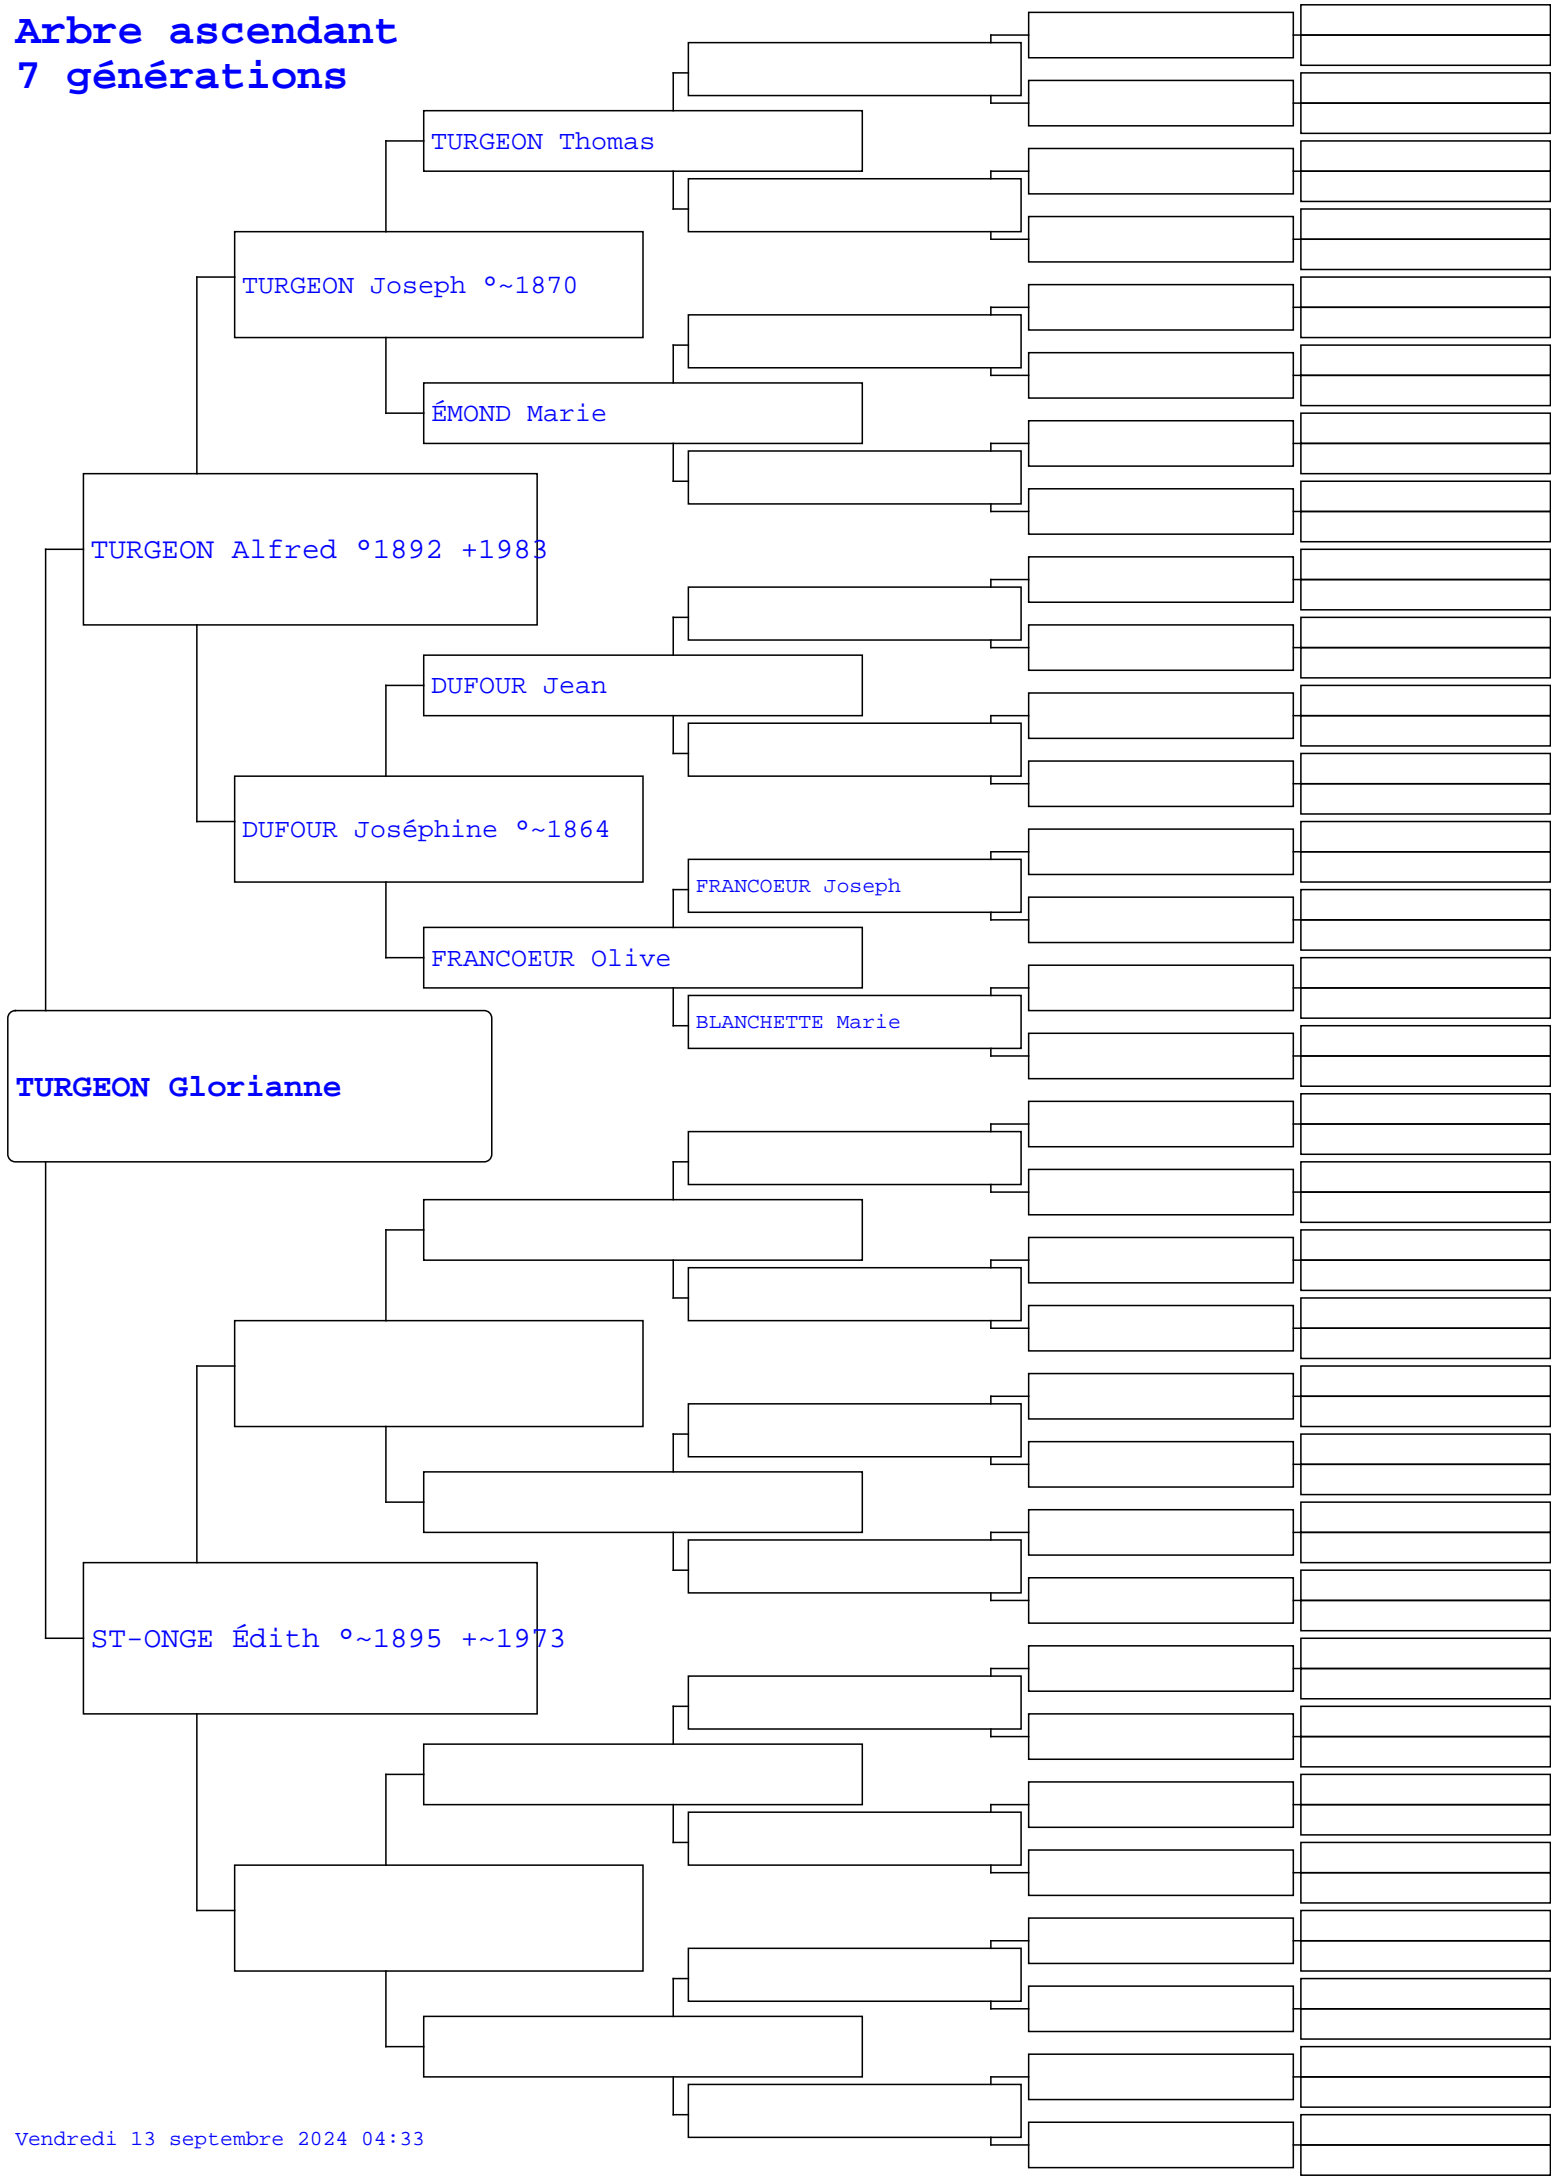 Arbre ascendant
7 générations
TURGEON Thomas
TURGEON Joseph °~1870
ÉMOND Marie
TURGEON Alfred °1892 +1983
DUFOUR Jean
DUFOUR Joséphine °~1864
FRANCOEUR Joseph
FRANCOEUR Olive
BLANCHETTE Marie
TURGEON Glorianne
ST-ONGE Édith °~1895 +~1973
Vendredi 13 septembre 2024 04:33